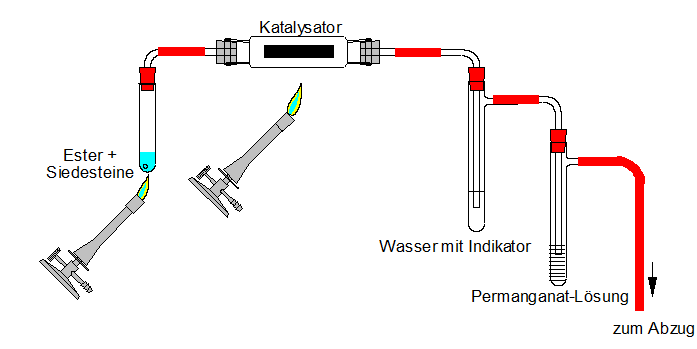 Katalysator
Ester +
Siedesteine
Wasser mit Indikator
Permanganat-Lösung
zum Abzug